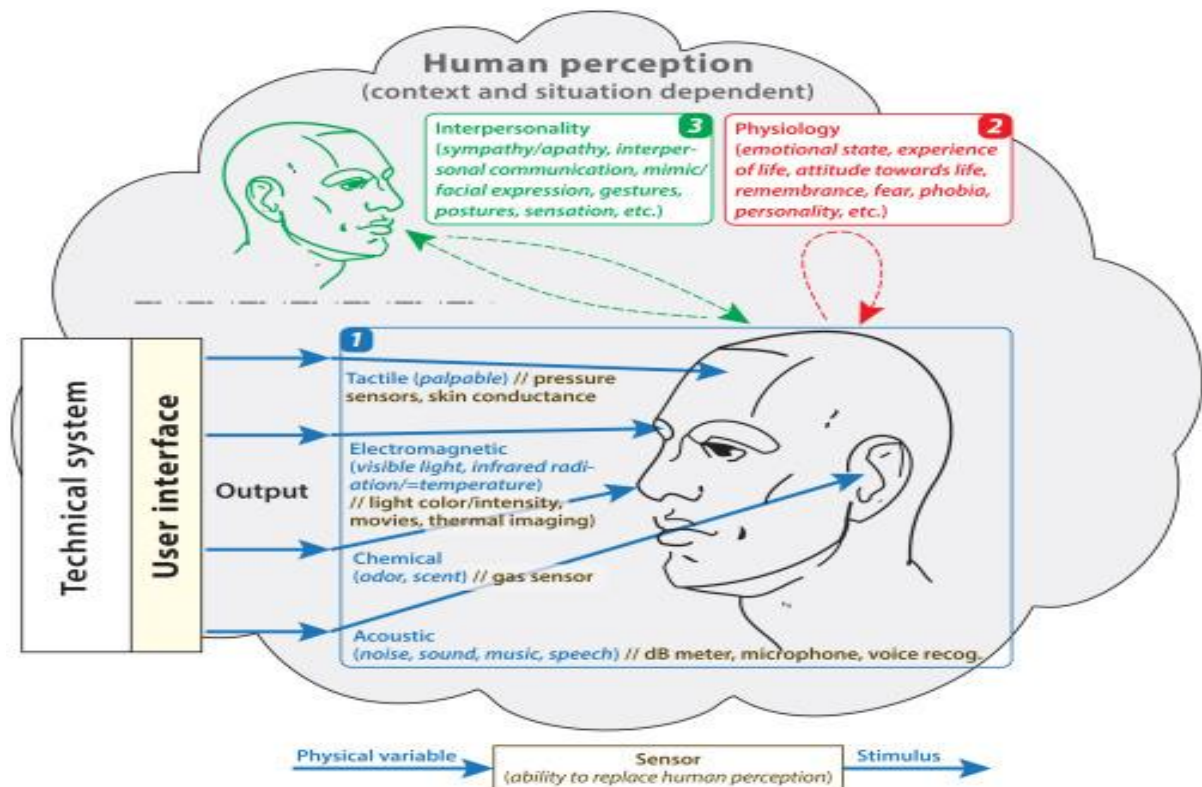 Human perception
(context and situation dependent)
Interpersonality 3
(sympathy/apathy, interper-
sonal communication, mimic/
facial expression, gestures,
postures, sensation, etc.)
Physiology 2
(emotional state, experience
of life, attitude towards life,
remembrance, fear, phobia,
personality, etc.)
1
Technical system
User interface
Output
Tactile (palpable) // pressure
sensors, skin conductance
Electromagnetic
(visible light, infrared radi-
ation/=temperature)
// light color/intensity,
movies, thermal imaging)
Chemical
(odor, scent) // gas sensor
Acoustic
(noise, sound, music, speech) // dB meter, microphone, voice recog.
Physical variable
Sensor
(ability to replace human perception)
Stimulus